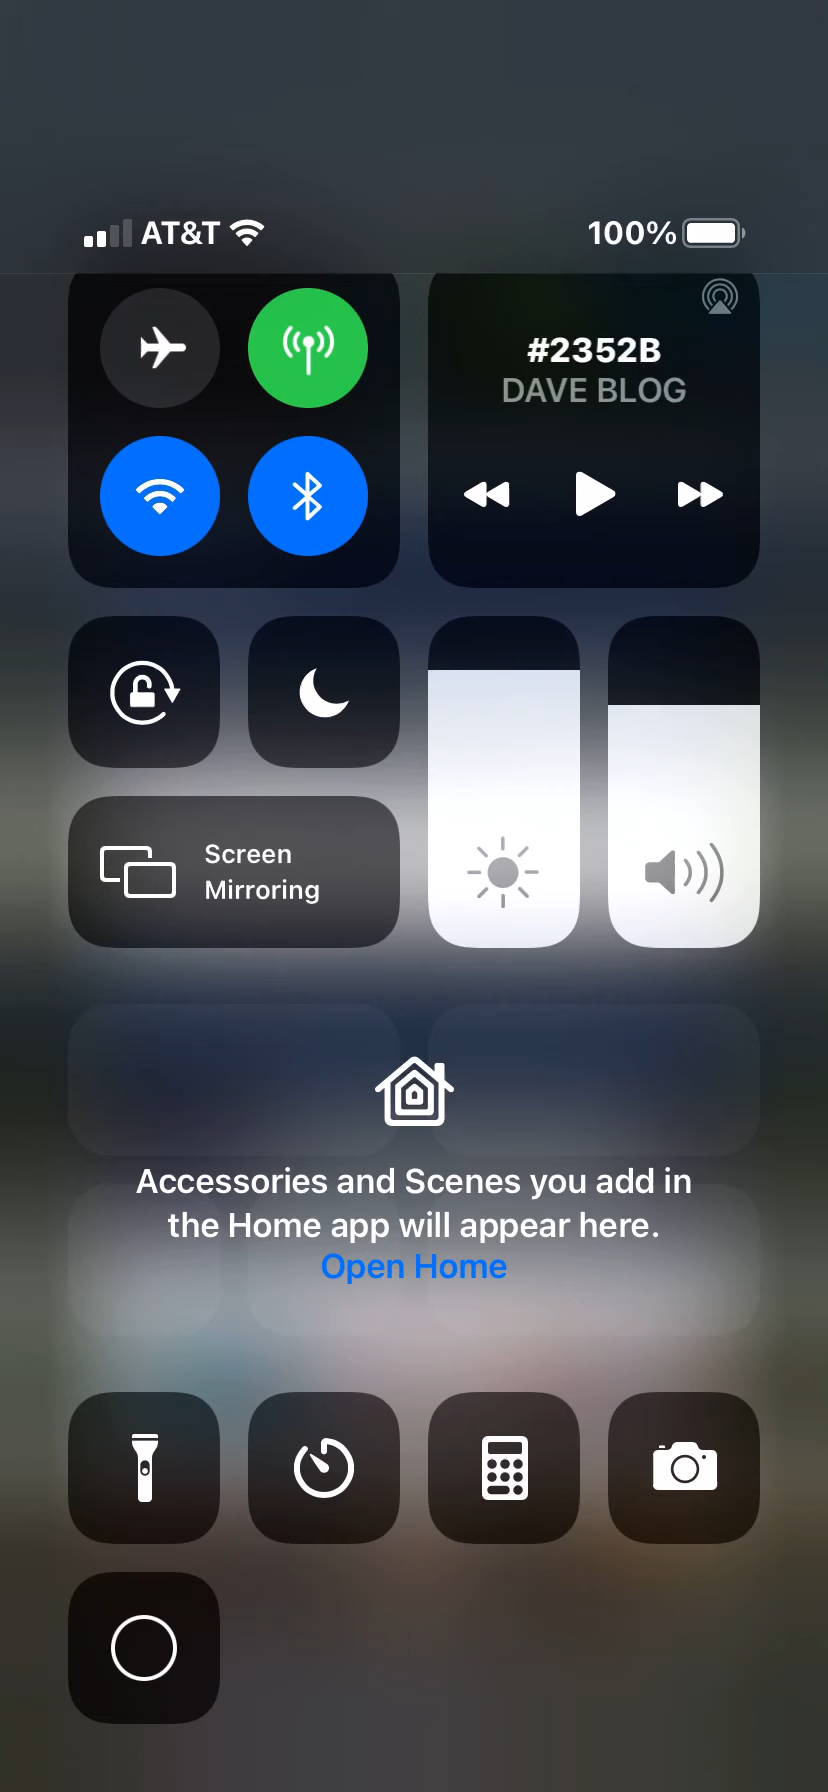 AT&T 100%
#2352B
DAVE BLOG
Screen
Mirroring
Accessories and Scenes you add in
the Home app will appear here.
Open Home